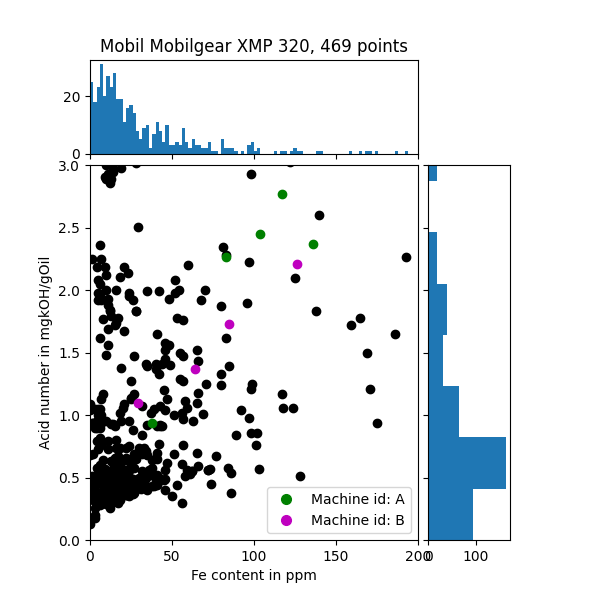 Mobil Mobilgear XMP 320, 469 points
20
0
3.0
2.5
2.0
1.5
1.0
0.5
0.0
Acid number in mgkOH/gOil
Machine id: A
Machine id: B
0 50 100 150 200 0 100
Fe content in ppm